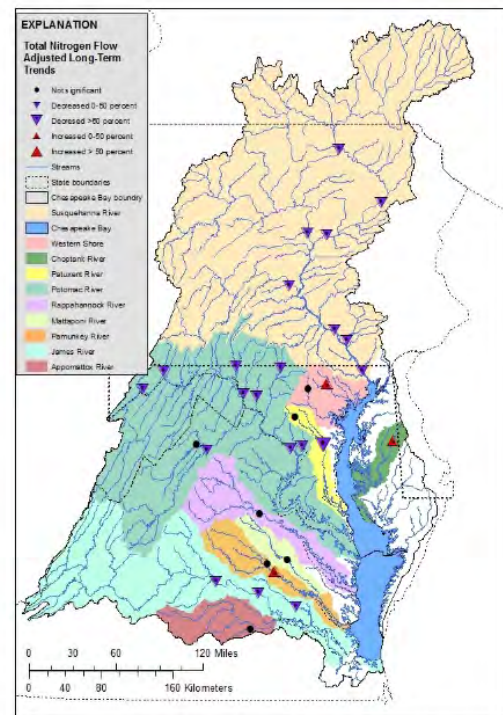 EXPLANATION
Total Nitrogen Flow
Adjusted Long-Term
Trends
Not significant
Decreased 0-50 percent
Decreased >50 percent
Increased 0-50 percent
Increased > 50 percent
Streams
State boundaries
Chesapeake Bay boundry
Susquehanna River
Chesapeake Bay
Western Shore
Choptank River
Patuxent River
Potomac River
Rappahannock River
Mattaponi River
Pamunkey River
James River
Appomattox River
0 30 60 120 Miles
0 40 80 160 Kilometers